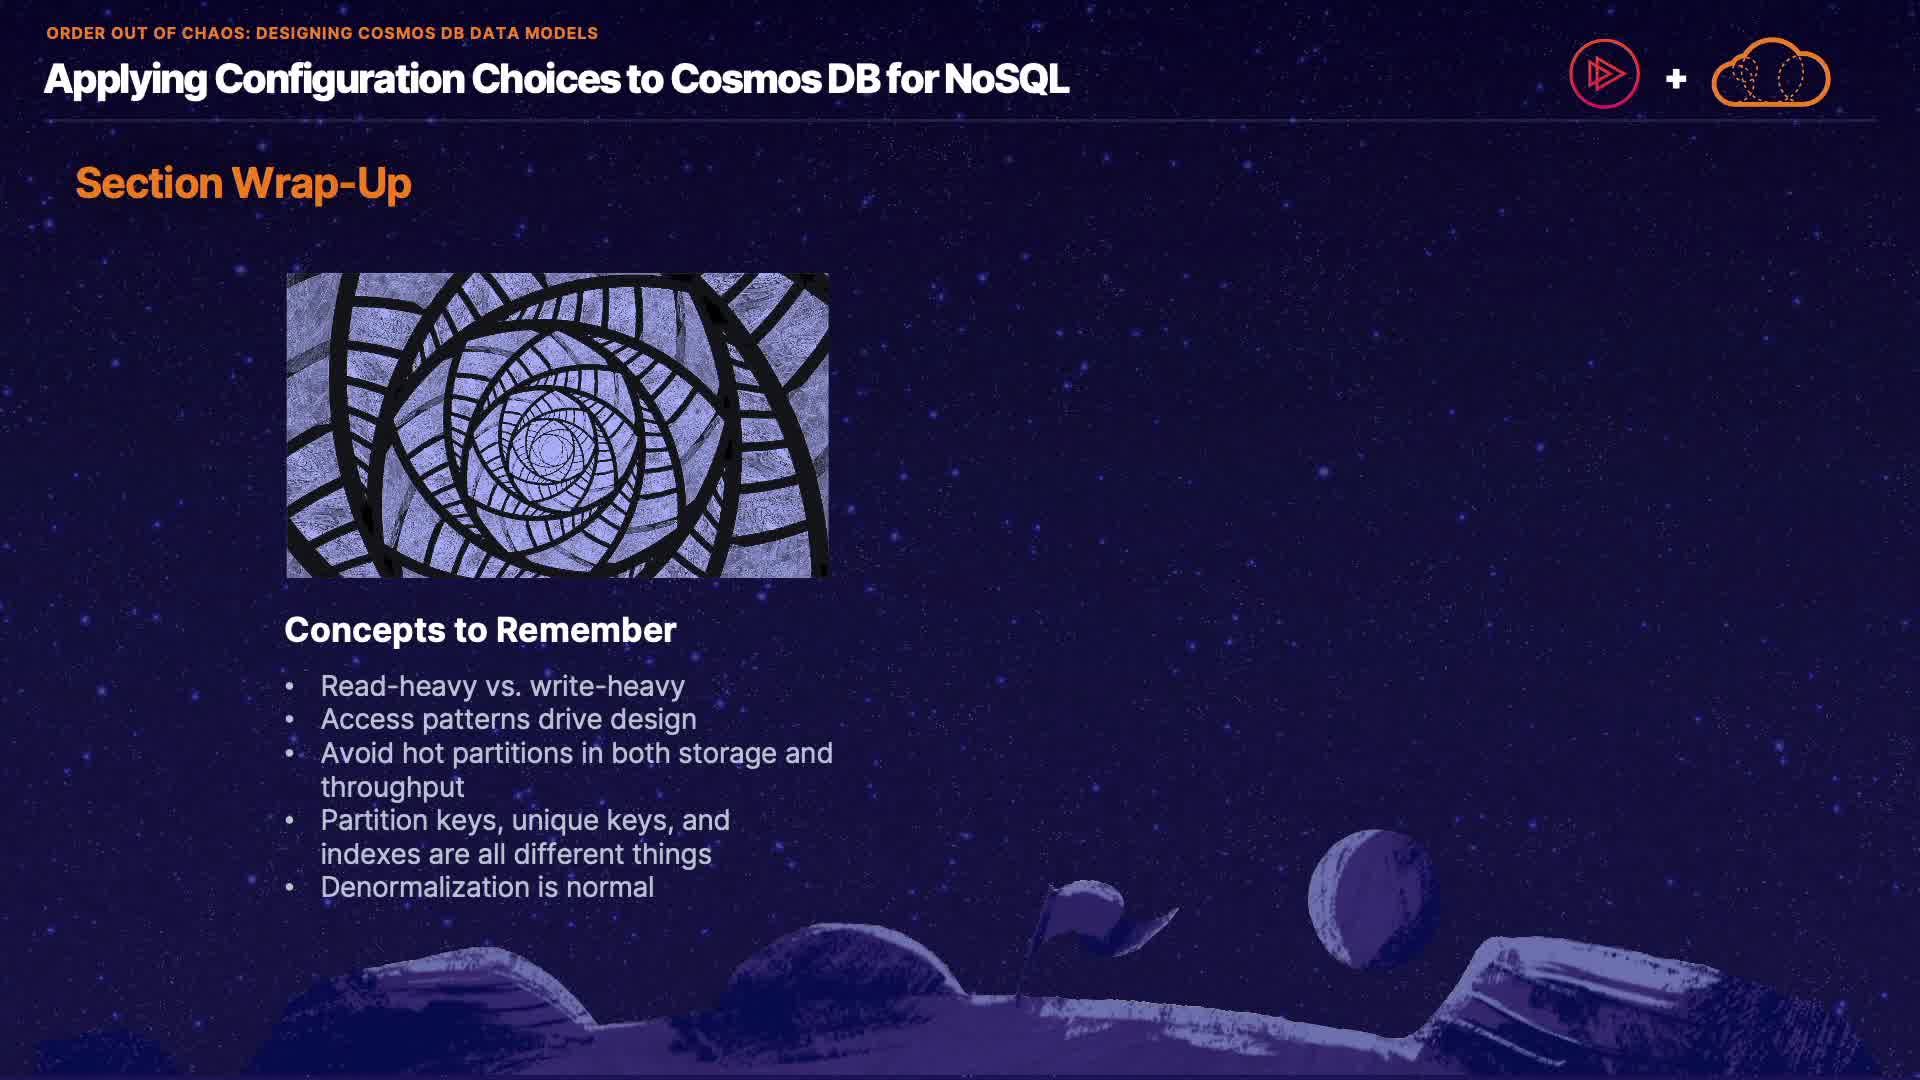 ORDER OUT OF CHAOS: DESIGNING COSMOS DB DATA MODELS
Applying Configuration Choices to Cosmos DB for NoSQL
+
Section Wrap-Up
Concepts to Remember
• Read-heavy vs. write-heavy
• Access patterns drive design
• Avoid hot partitions in both storage and
throughput
• Partition keys, unique keys, and
indexes are all different things
• Denormalization is normal